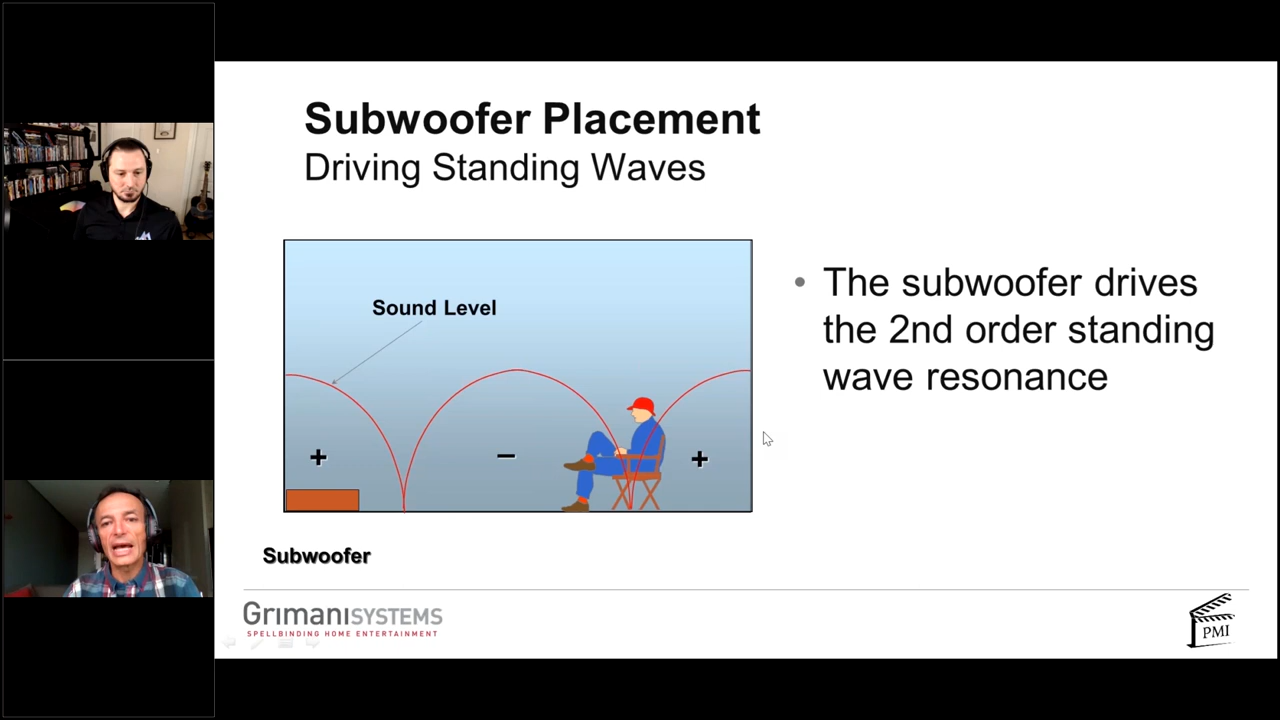 Subwoofer Placement
Driving Standing Waves
Sound Level
+
−
+
Subwoofer
• The subwoofer drives
the 2nd order standing
wave resonance
GrimaniSYSTEMS
SPELLBINDING HOME ENTERTAINMENT
PMI